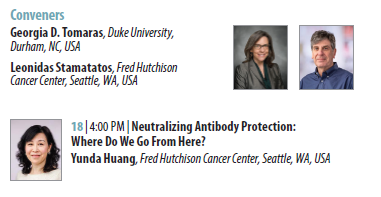 Conveners
Georgia D. Tomaras, Duke University,
Durham, NC, USA
Leonidas Stamatatos, Fred Hutchison
Cancer Center, Seattle, WA, USA
18 | 4:00 PM | Neutralizing Antibody Protection:
Where Do We Go From Here?
Yunda Huang, Fred Hutchison Cancer Center, Seattle, WA, USA